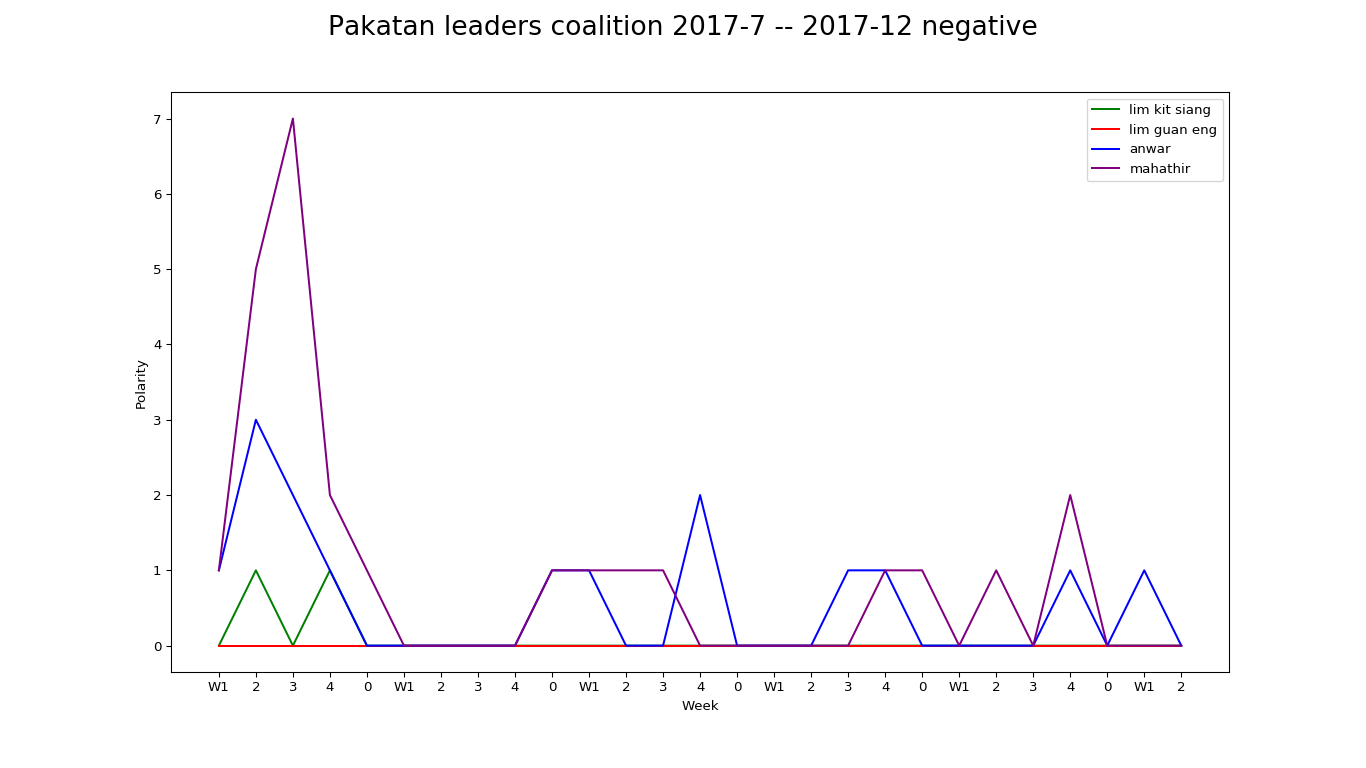 Pakatan leaders coalition 2017-7 -- 2017-12 negative
lim kit siang
lim guan eng
anwar
mahathir
7
6
5
4
3
2
1
0
Polarity
W1 2 3 4 0 W1 2 3 4 0 W1 2 3 4 0 W1 2 3 4 0 W1 2 3 4 0 W1 2
Week